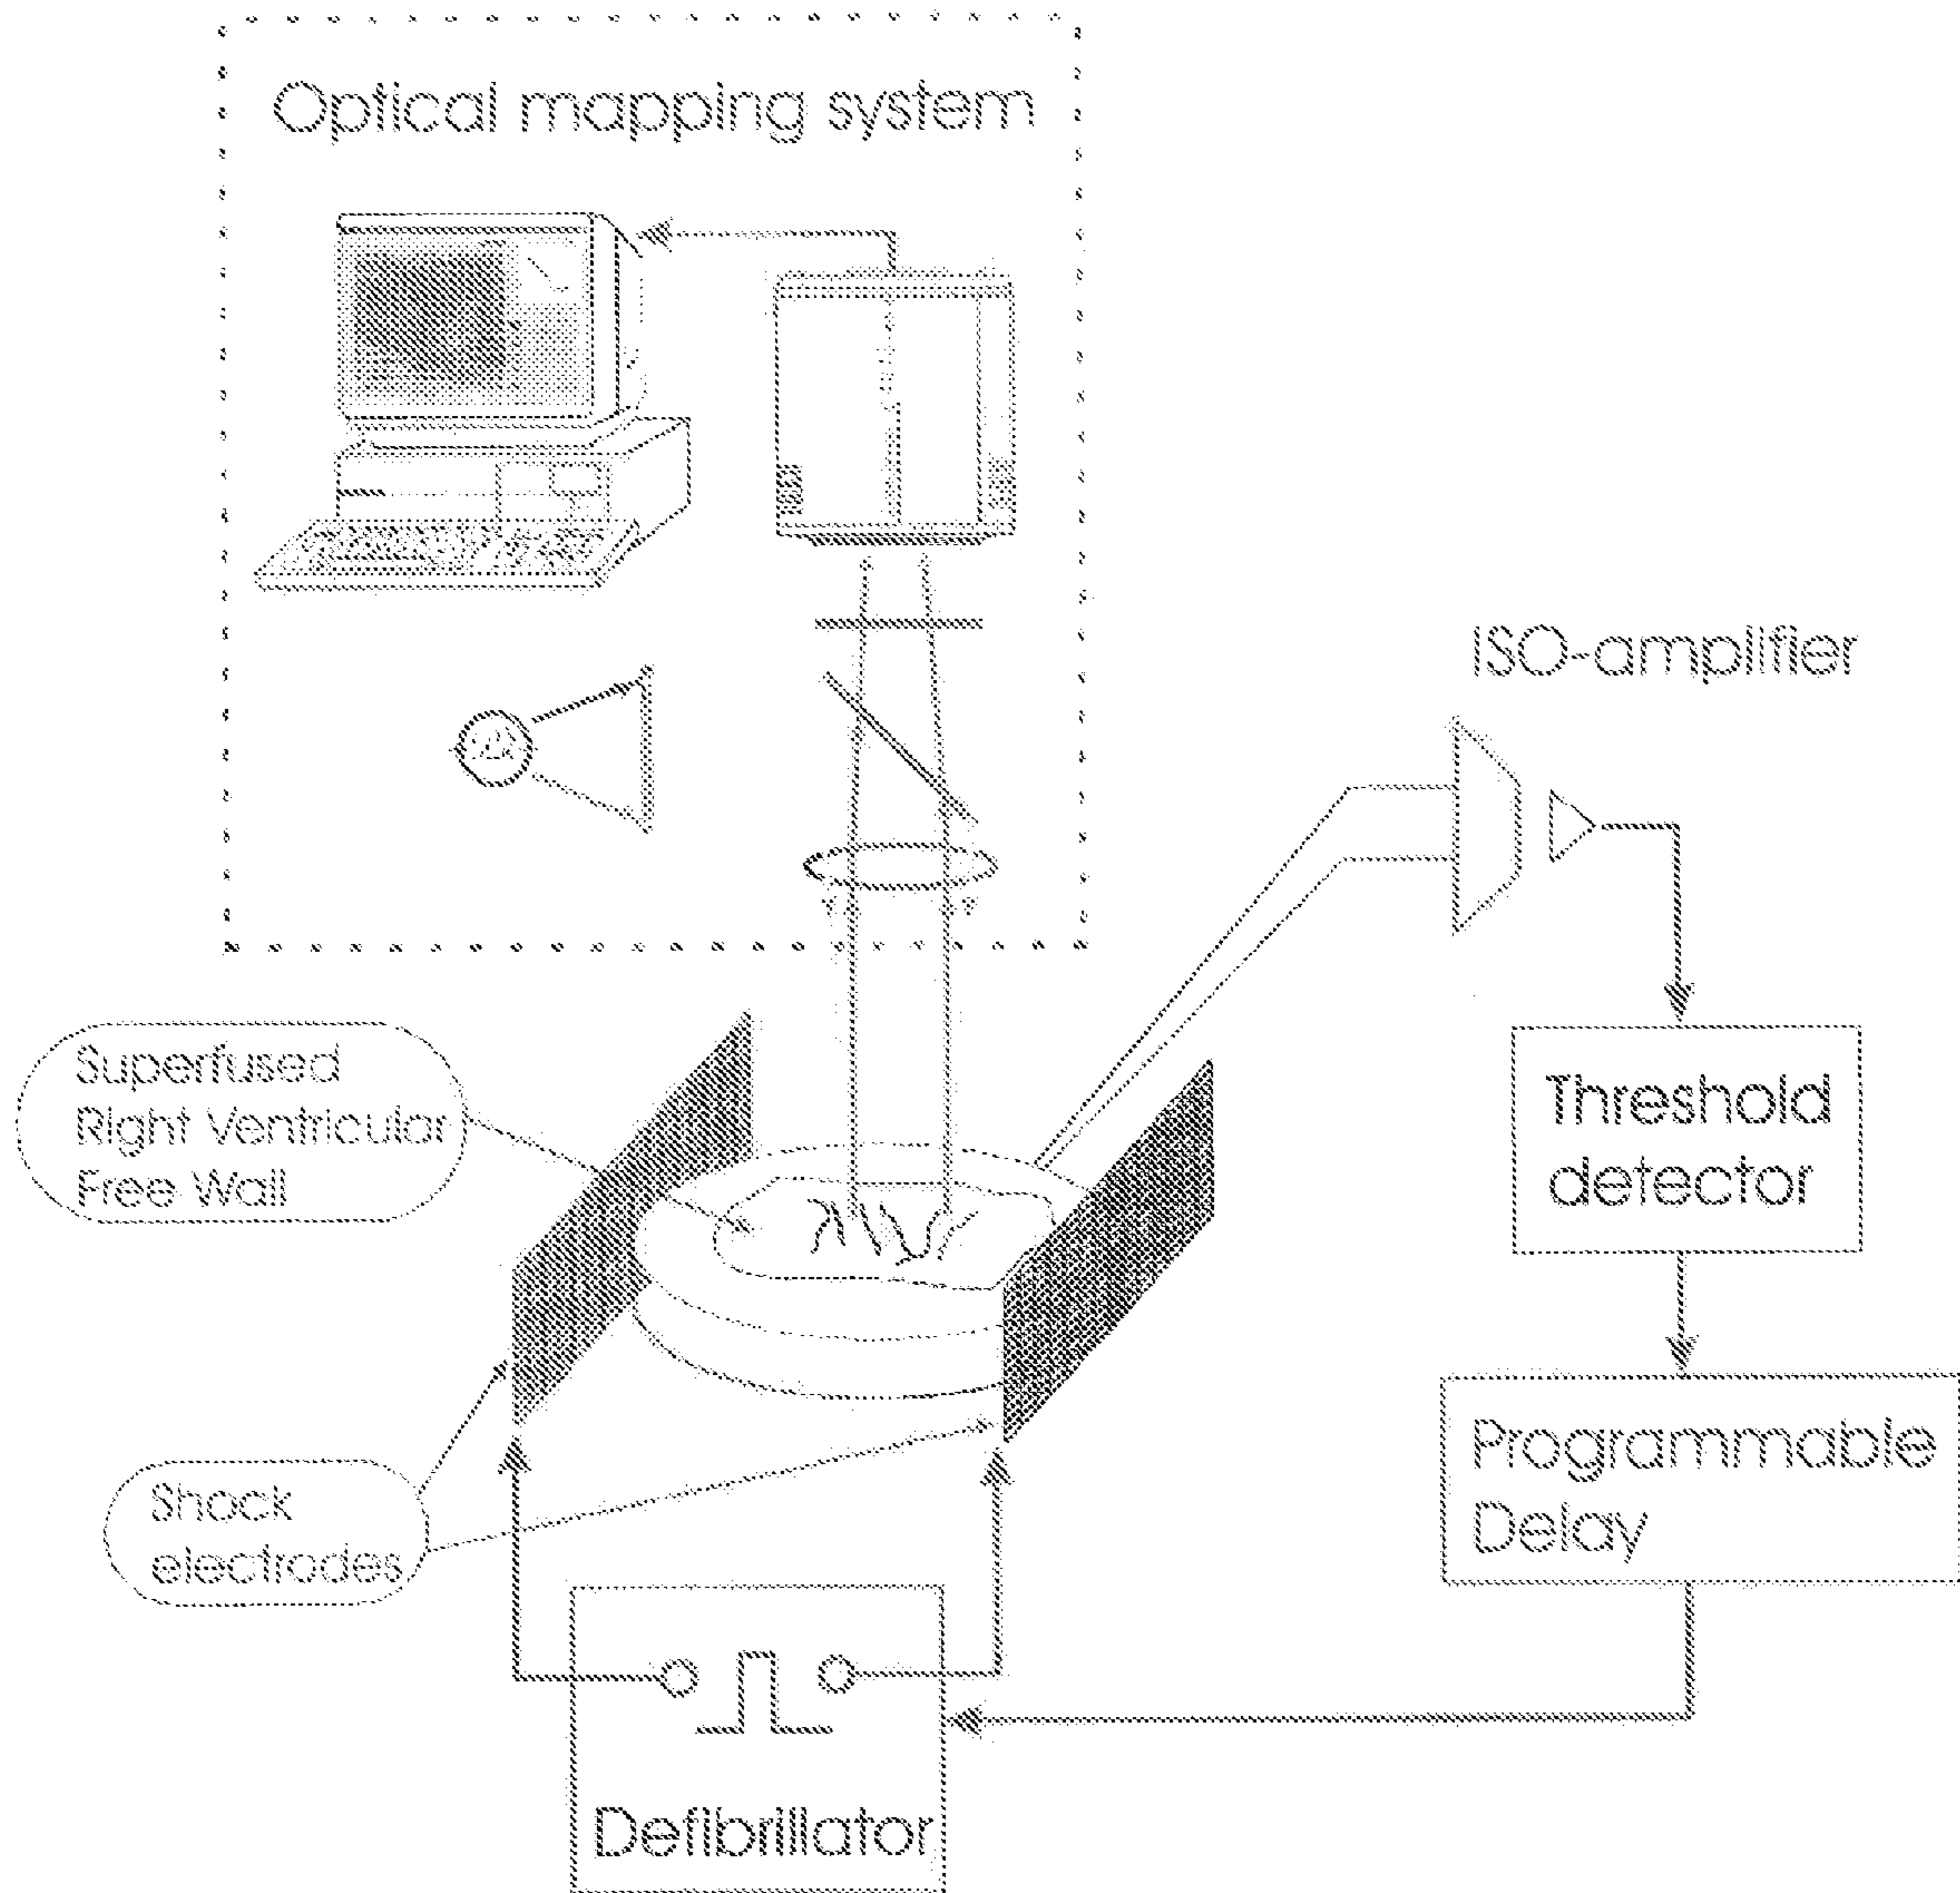 Optical mapping system
ISO-amplifier
Superfused
Right Ventricular
Free Wall
Threshold
detector
Programmable
Delay
Shock
electrodes
Defibrillator